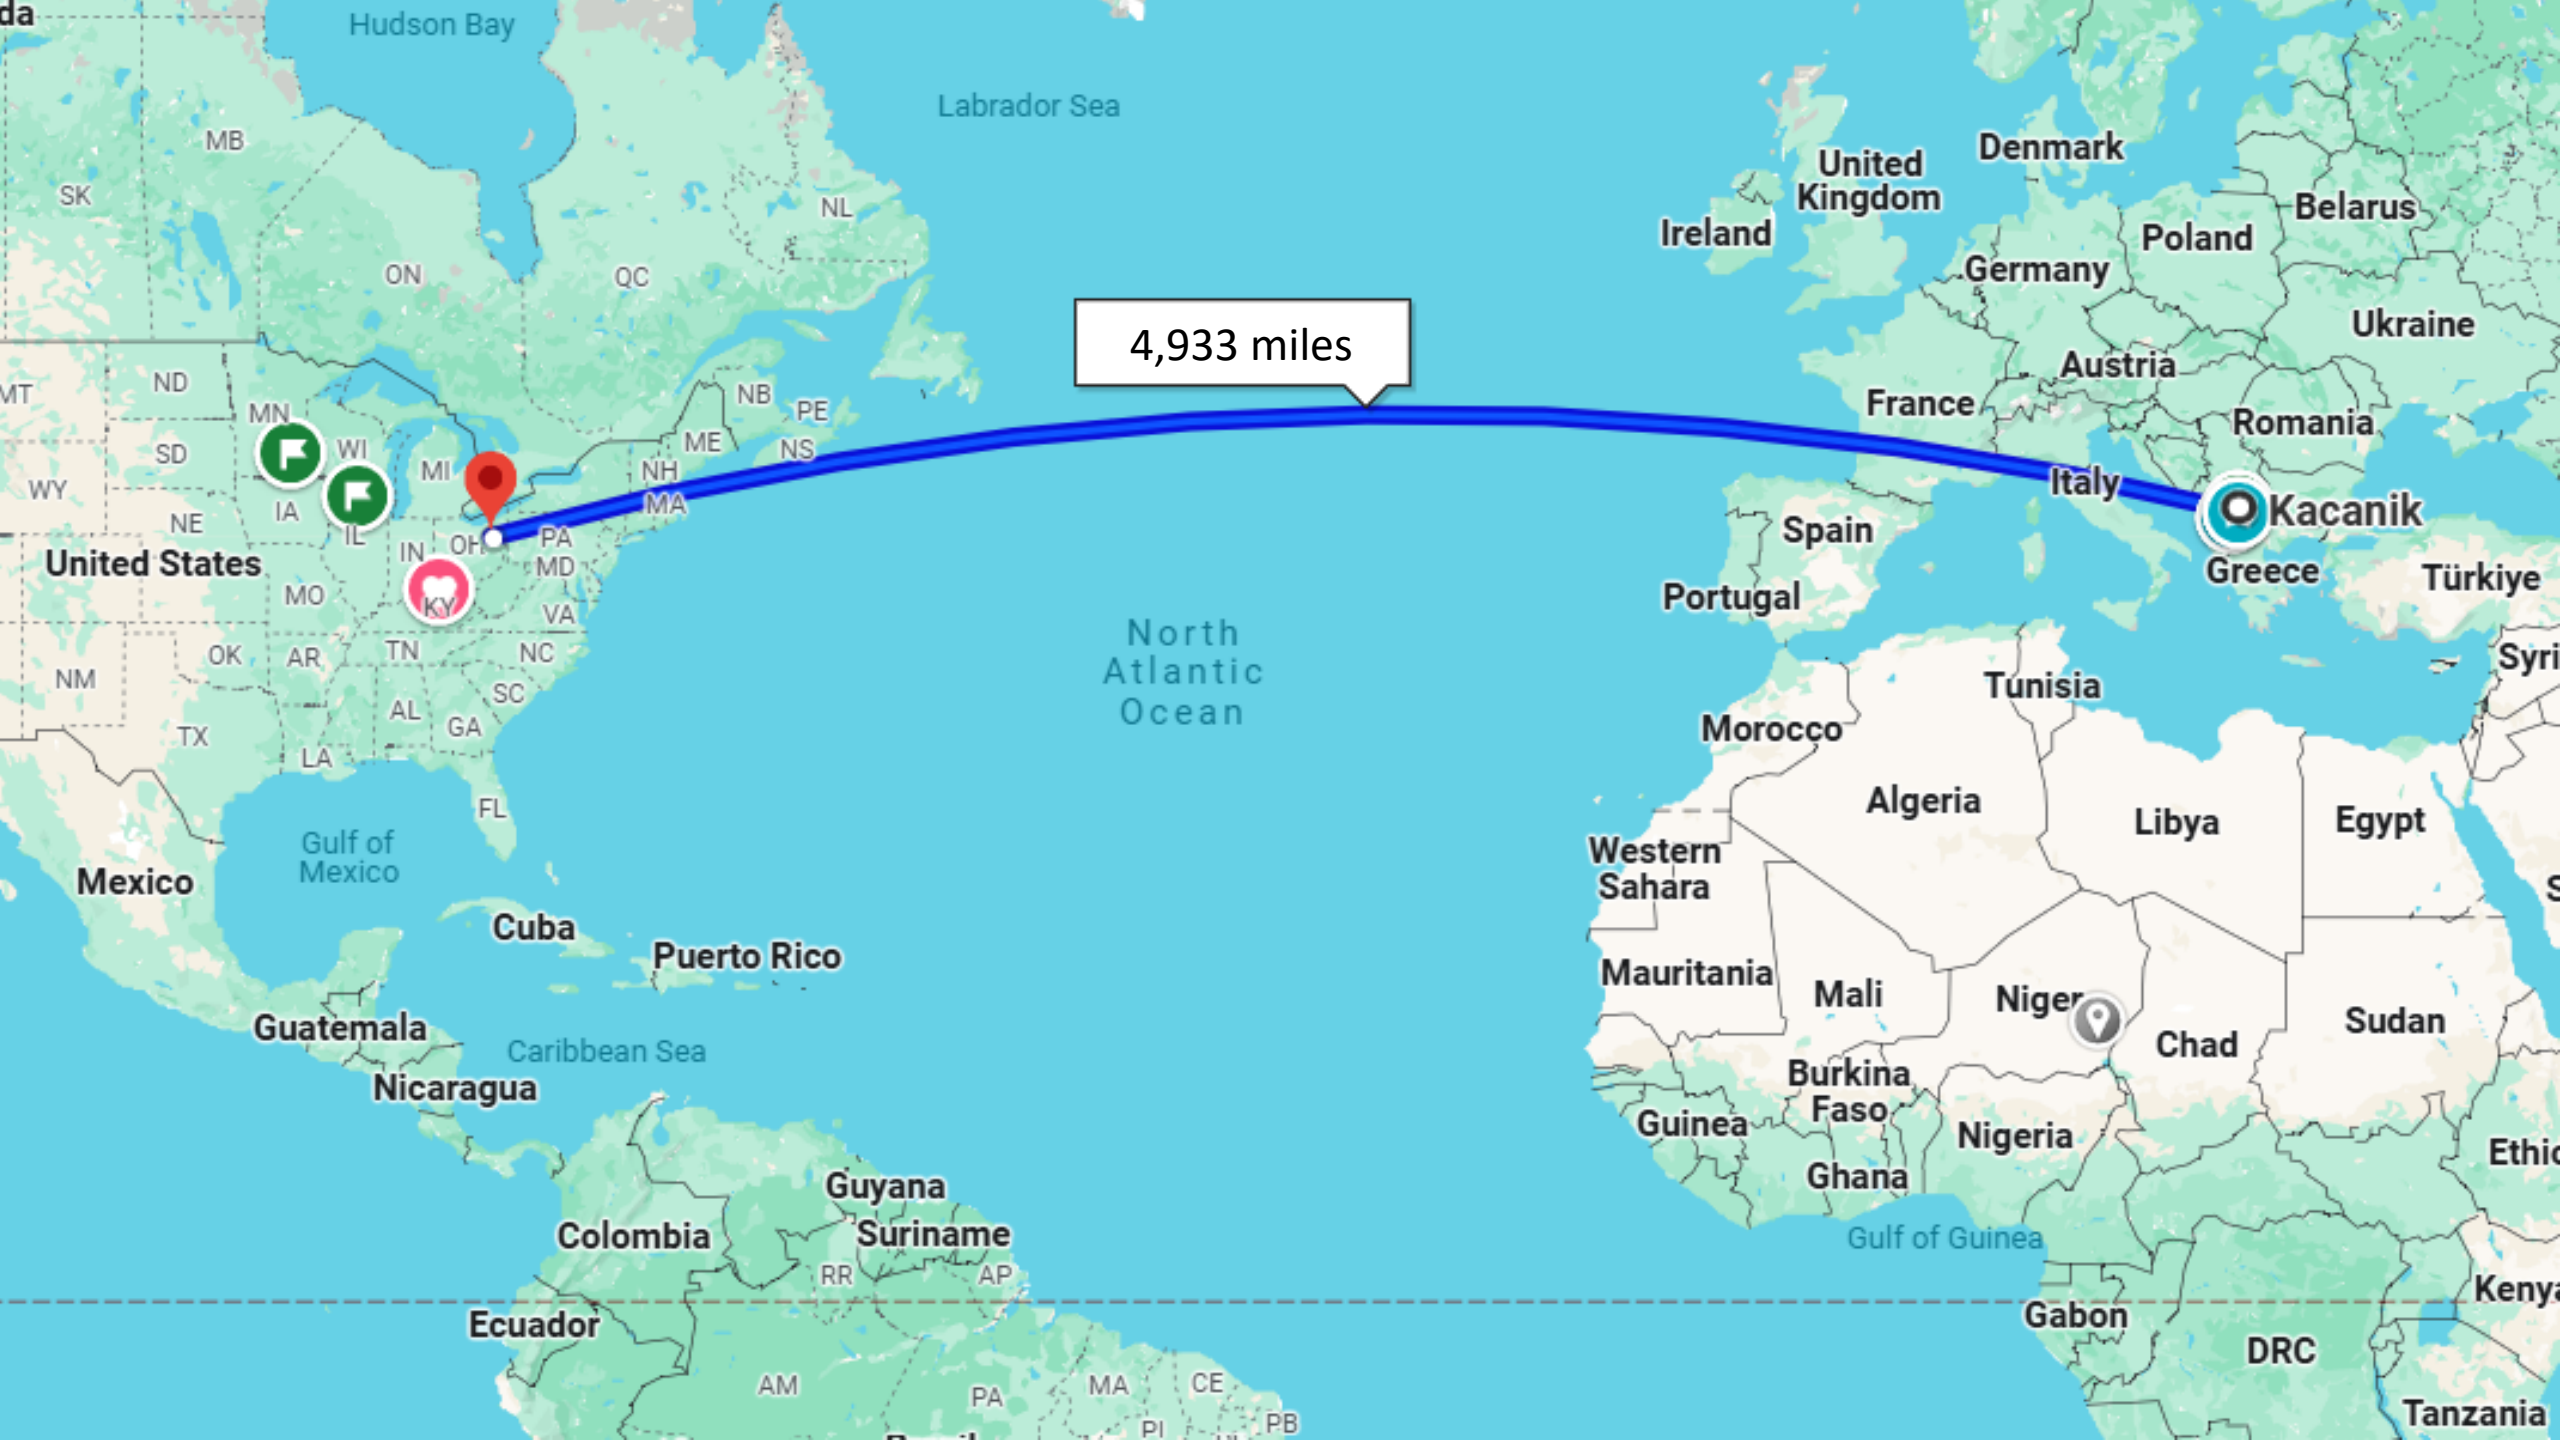 da
Hudson Bay
Labrador Sea
MB
SK
NL
ON
QC
Denmark
United
Kingdom
Ireland
Belarus
Poland
Germany
Ukraine
4,933 miles
Austria
France
Romania
MT
ND
MN
NB
PE
ME
NS
SD
WI
MI
NH
MA
WY
IA
NE
IL
IN
OH
PA
MD
Italy
Kacanik
Spain
Greece
Türkiye
Portugal
United States
MO
KY
VA
OK
AR
TN
NC
NM
SC
AL
GA
TX
LA
FL
North
Atlantic
Ocean
Syri
Tunisia
Morocco
Algeria
Libya
Egypt
Gulf of
Mexico
Mexico
Western
Sahara
S
Cuba
Puerto Rico
Mauritania
Mali
Niger
Chad
Sudan
Guatemala
Caribbean Sea
Nicaragua
Burkina
Faso
Guinea
Nigeria
Ghana
Ethio
Guyana
Suriname
Colombia
RR
AP
Gulf of Guinea
Ecuador
Gabon
Kenya
DRC
AM
PA
MA
CE
PI
PB
Tanzania